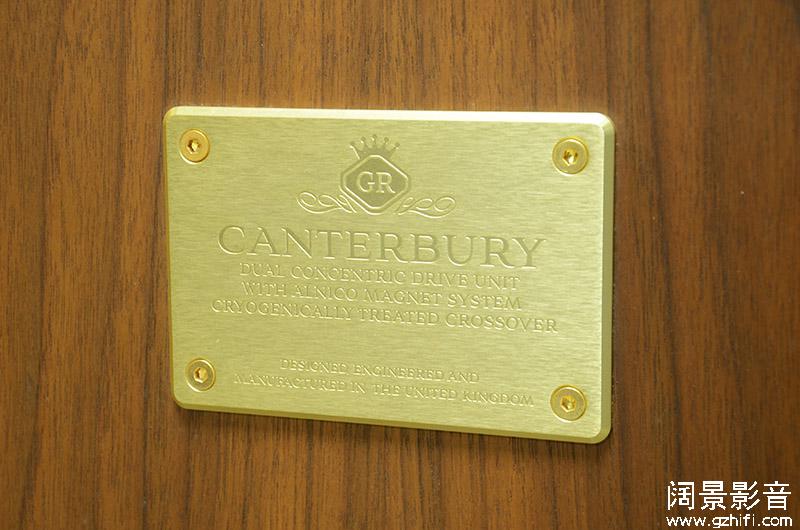 GR
CANTERBURY
DUAL CONCENTRIC DRIVE UNIT
WITH ALNICO MAGNET SYSTEM
CRYOGENICALLY TREATED CROSSOVER
DESIGNED, ENGINEERED AND
MANUFACTURED IN THE UNITED KINGDOM
阔景影音
www.gzhifi.com